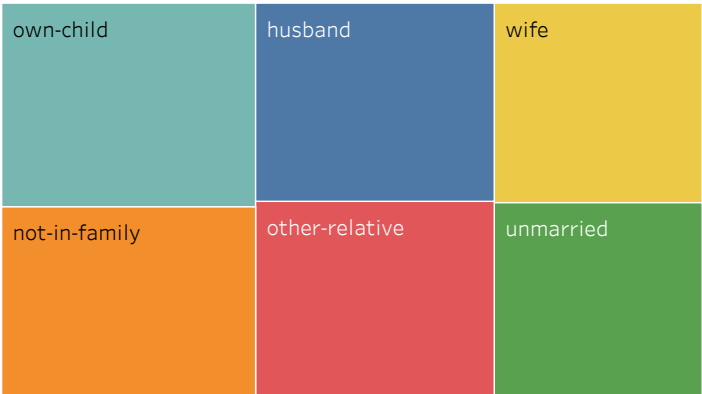 own-child
husband
wife
not-in-family
other-relative
unmarried